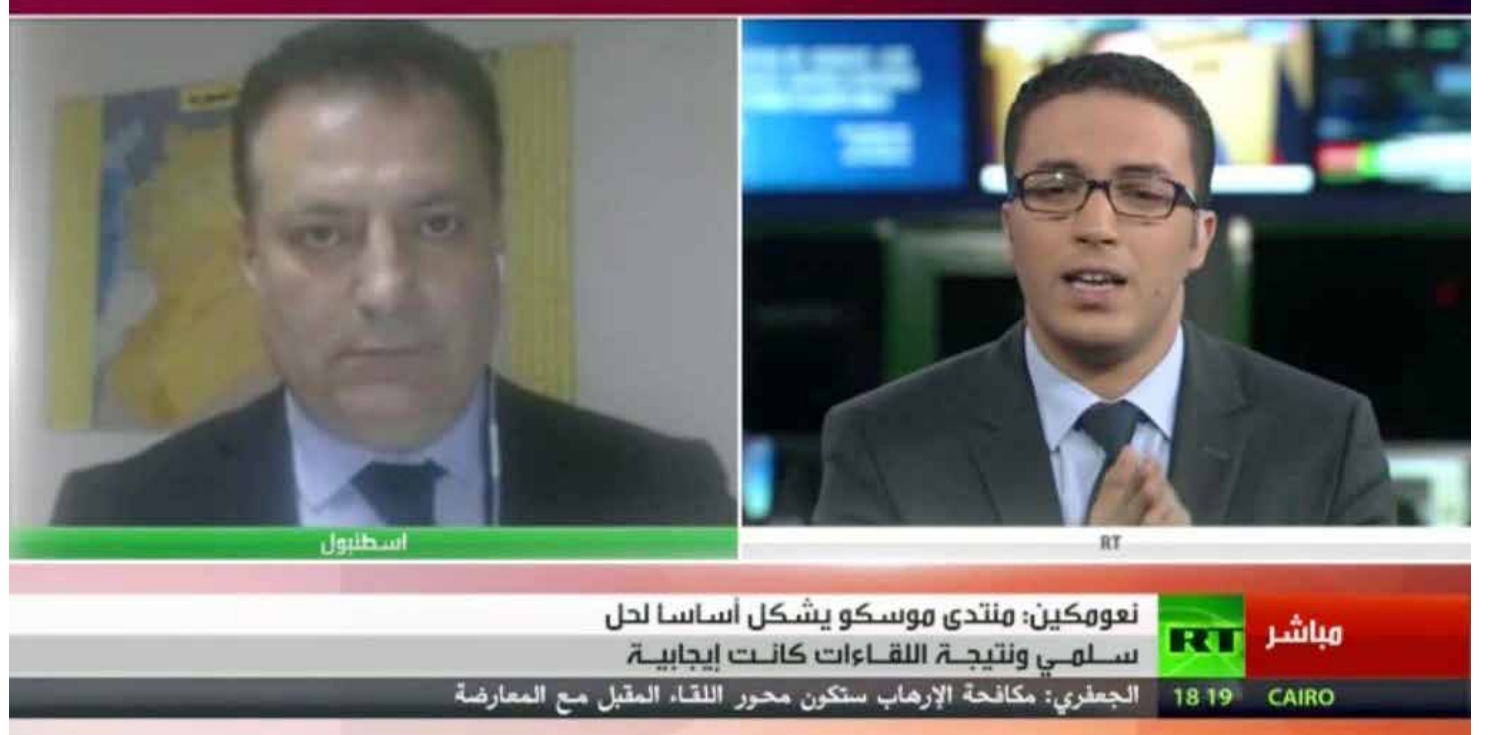 اسطنبول
RT
نعومكين: منتدى موسكو يشكل أساسا لحل
سلمي ونتيجة اللقاءات كانت إيجابية
مباشر
RT
الجعفري: مكافحة الإرهاب ستكون محور اللقاء المقبل مع المعارضة
18 19 CAIRO